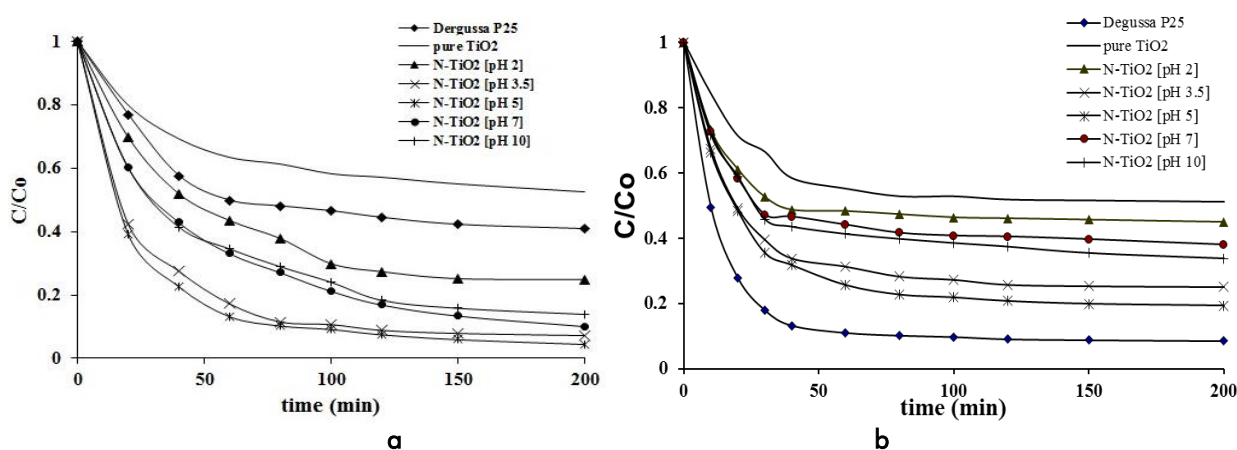 Dergussa P25
pure TiO2
N-TiO2 [pH 2]
N-TiO2 [pH 3.5]
N-TiO2 [pH 5]
N-TiO2 [pH 7]
N-TiO2 [pH 10]
C/Co
1
0.8
0.6
0.4
0.2
0
0 50 100 150 200
time (min)
a
Degussa P25
pure TiO2
N-TiO2 [pH 2]
N-TiO2 [pH 3.5]
N-TiO2 [pH 5]
N-TiO2 [pH 7]
N-TiO2 [pH 10]
C/Co
1
0.8
0.6
0.4
0.2
0
0 50 100 150 200
time (min)
b